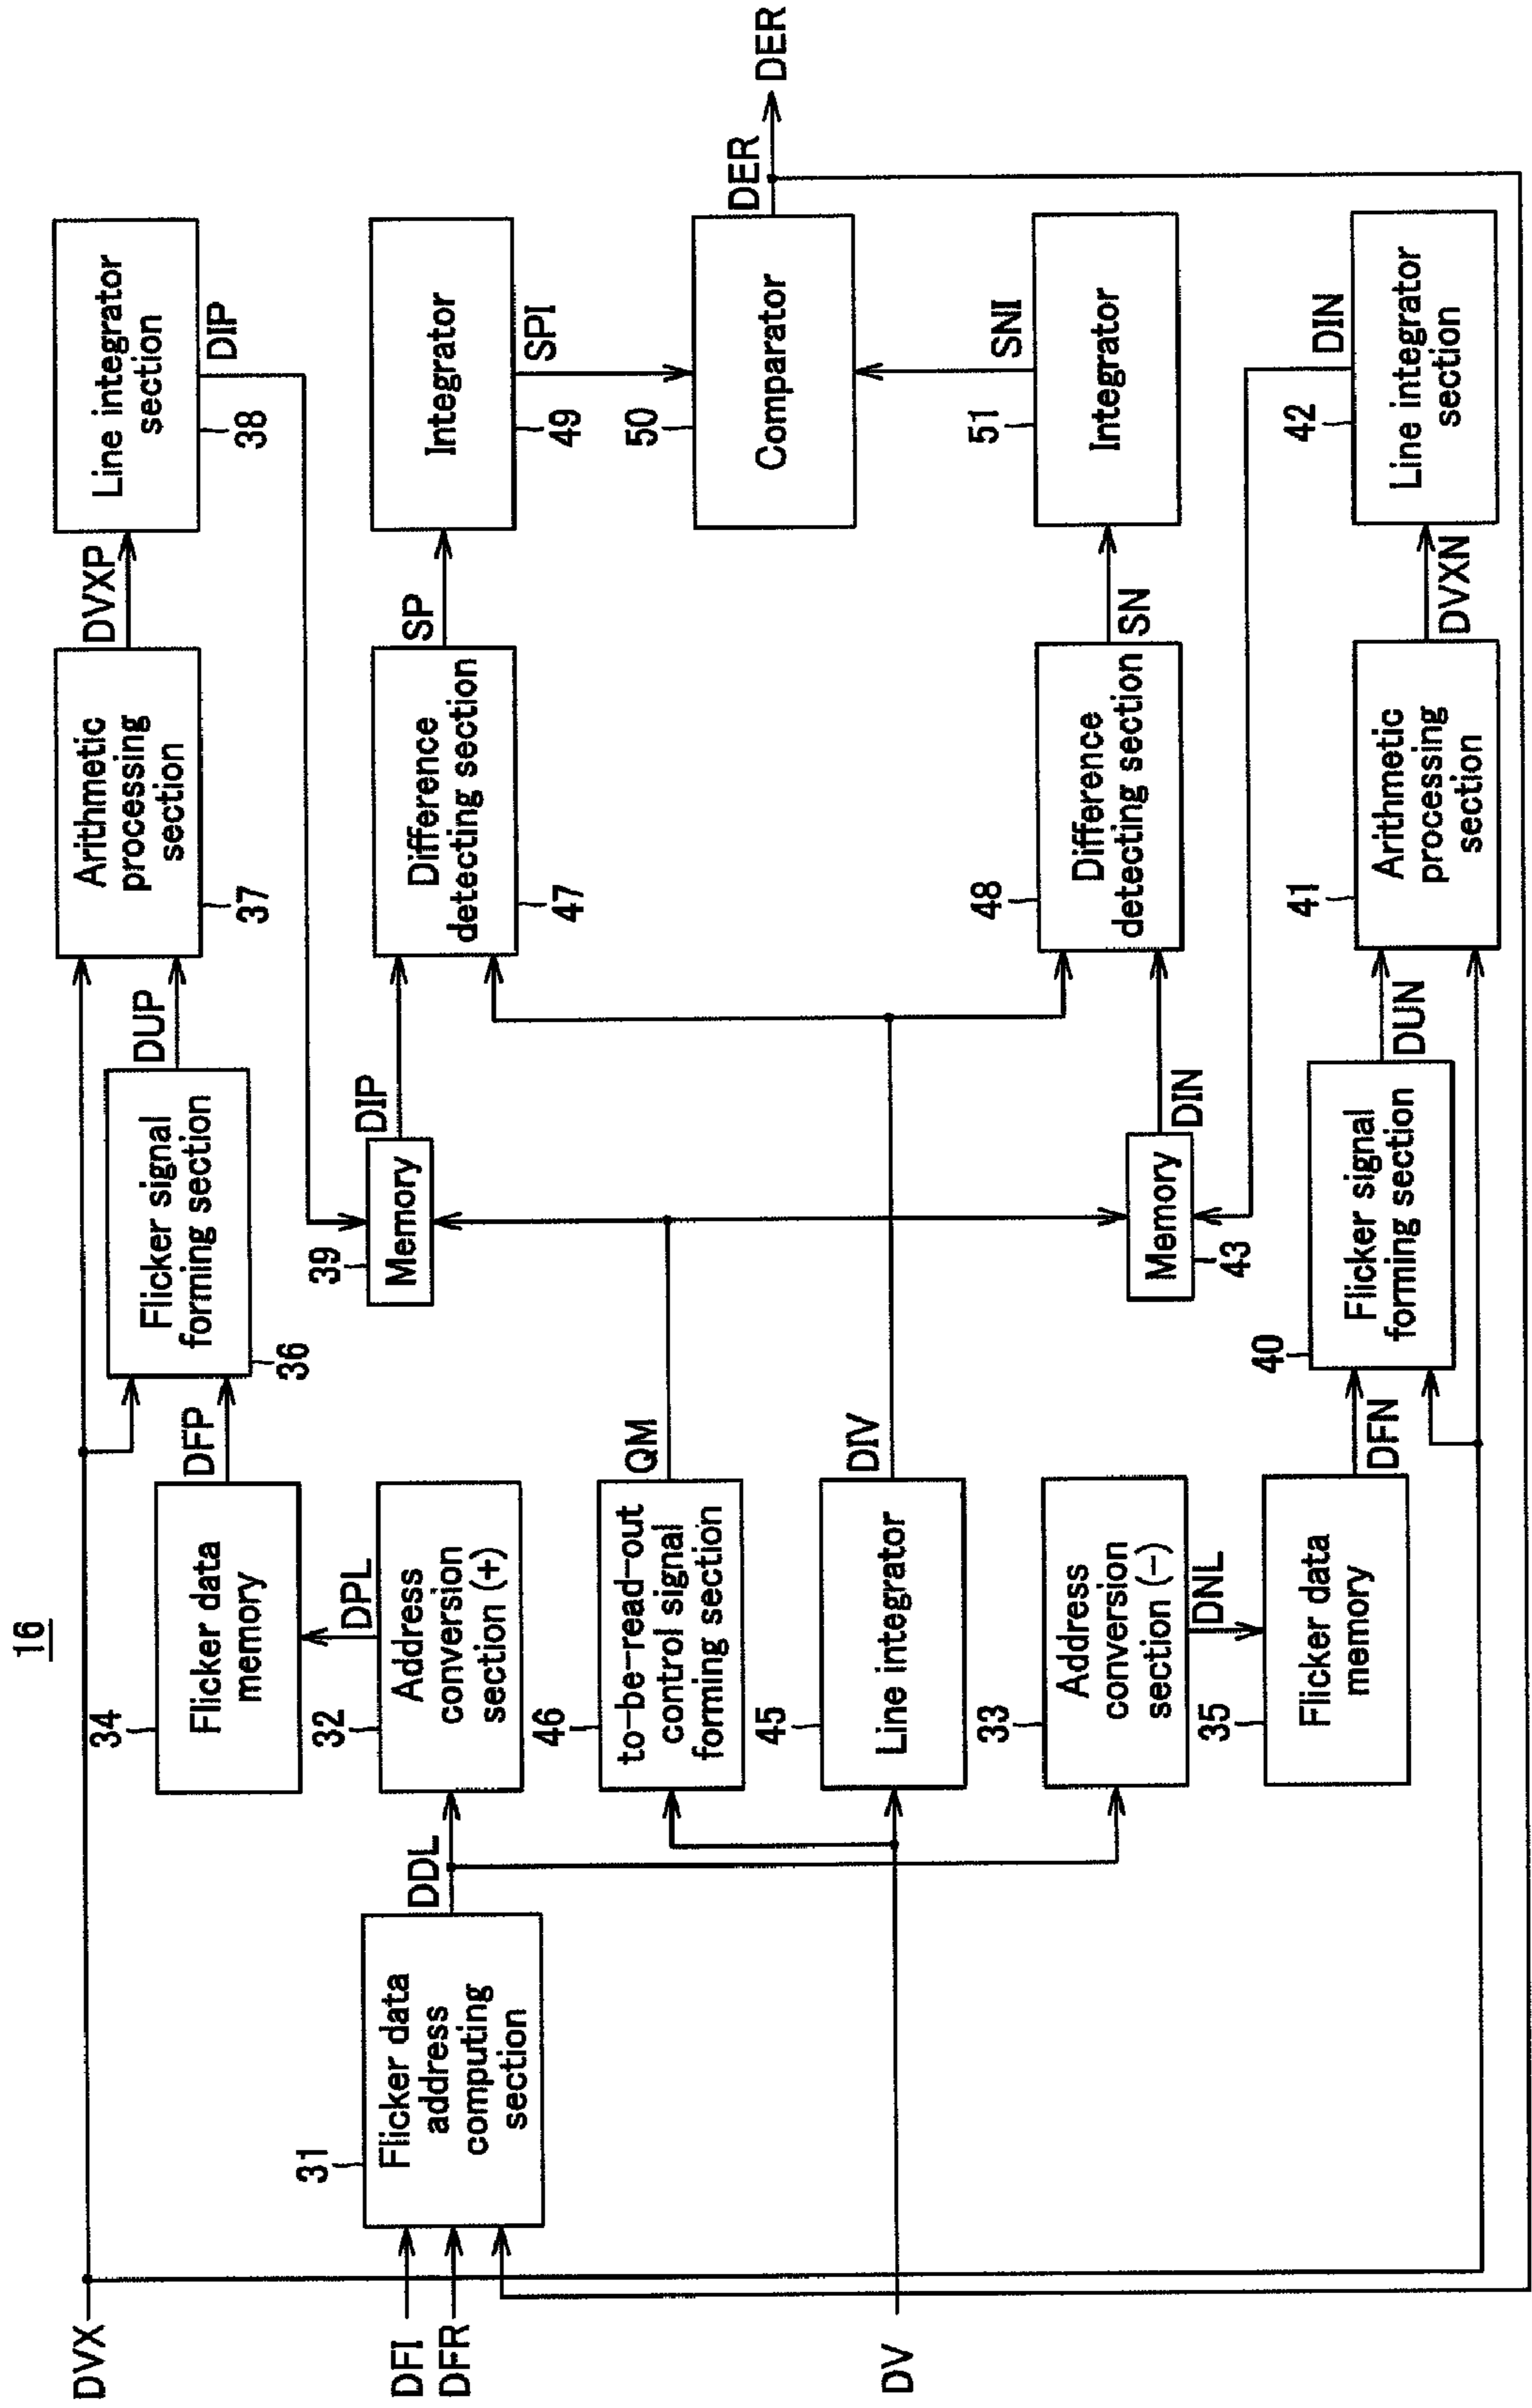 16
DVX
DFI
DFR
DV
31
Flicker data
address
computing
section
DDL
34
Flicker data
memory
DFP
DPL
32
Address
conversion
section (+)
46
to-be-read-out
control signal
forming section
QM
45
Line integrator
DIV
33
Address
conversion
section (−)
DNL
35
Flicker data
memory
DFN
36
Flicker signal
forming section
DUP
39
Memory
DIP
43
Memory
DIN
40
Flicker signal
forming section
DUN
37
Arithmetic
processing
section
DVXP
47
Difference
detecting section
SP
48
Difference
detecting section
SN
41
Arithmetic
processing
section
DVXN
38
Line integrator
section
DIP
49
Integrator
SPI
50
Comparator
DER
DER
51
Integrator
SNI
42
Line integrator
section
DIN